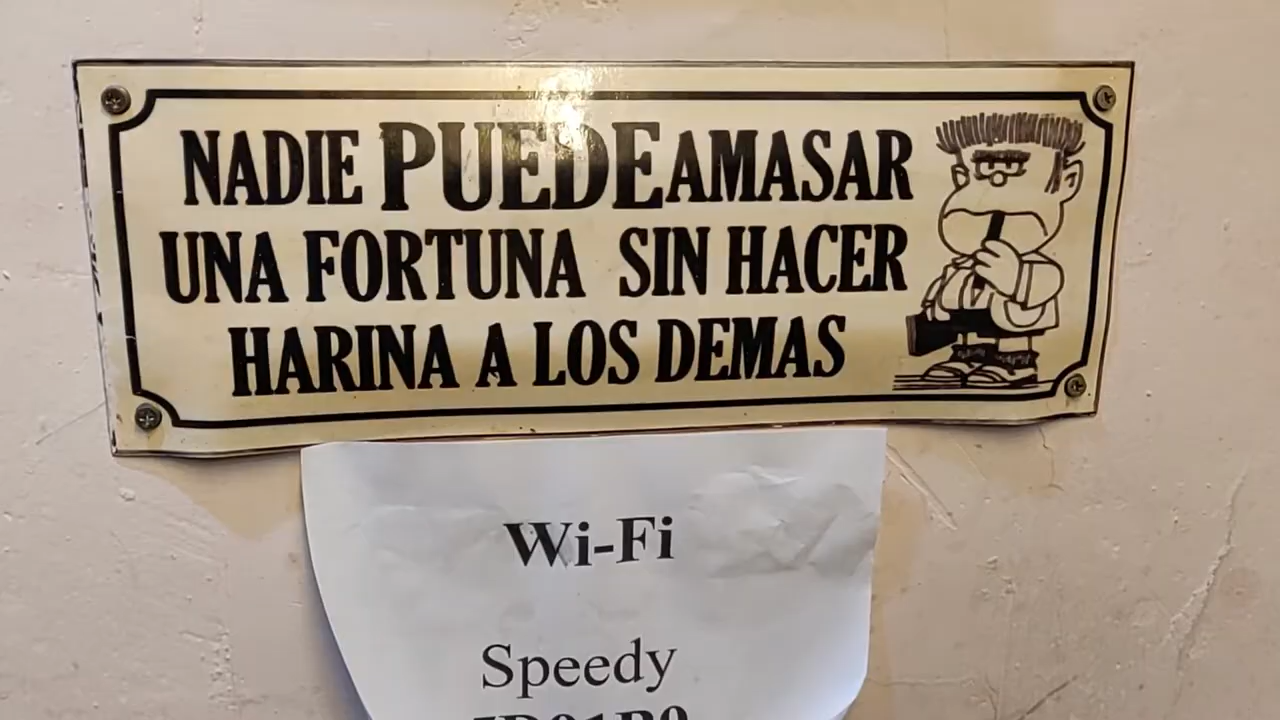 NADIE PUEDE AMASAR
UNA FORTUNA SIN HACER
HARINA A LOS DEMAS
Wi-Fi
Speedy